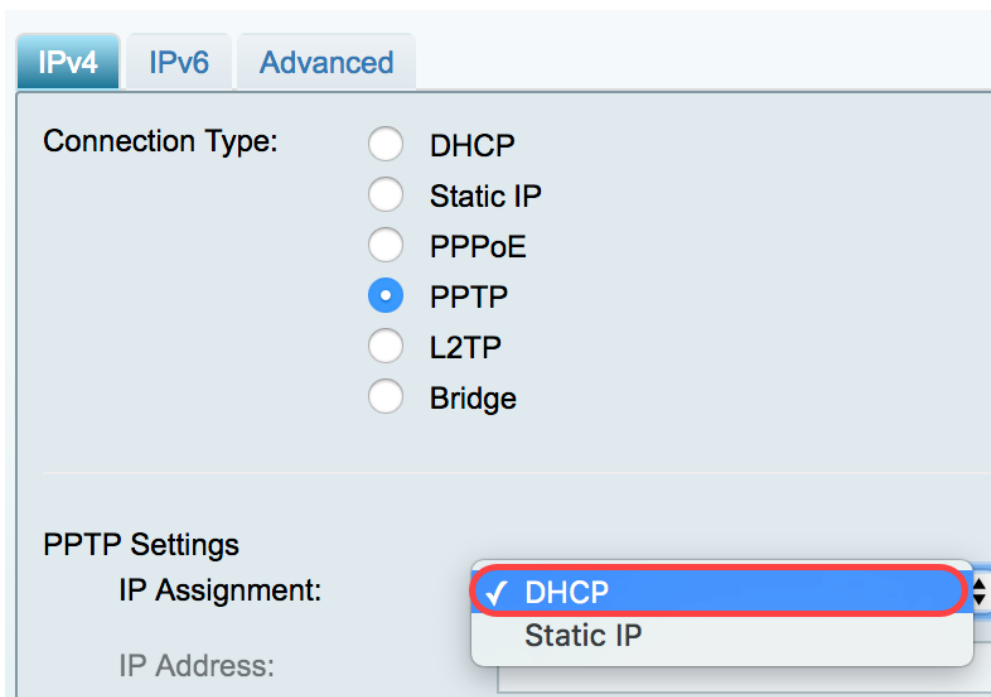 IPv4 IPv6 Advanced
Connection Type:
DHCP
Static IP
PPPoE
PPTP
L2TP
Bridge
PPTP Settings
IP Assignment:
DHCP
Static IP
IP Address: